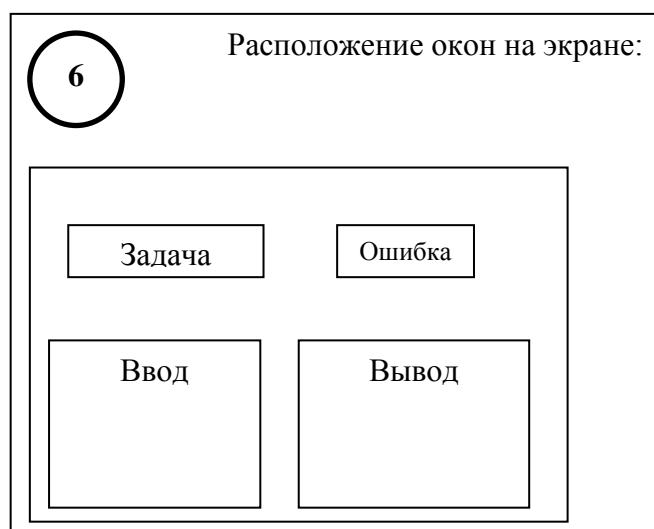 Расположение окон на экране:
6
Задача
Ошибка
Ввод
Вывод